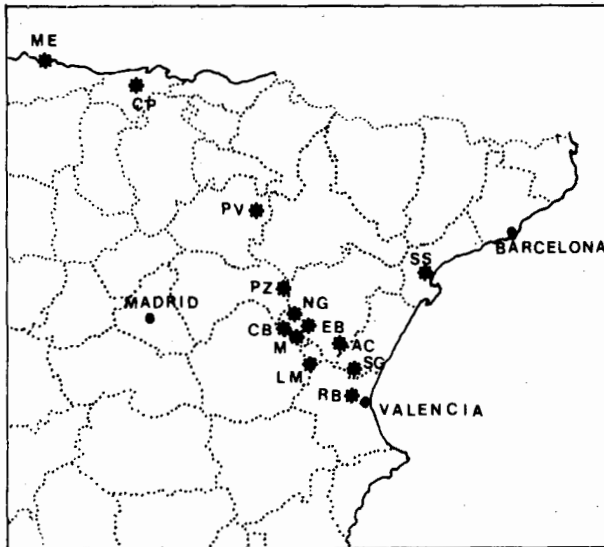 ME
CP
PV
BARCELONA
SS
PZ
MADRID
NG
CB
EB
M
AC
SG
LM
RB
VALENCIA